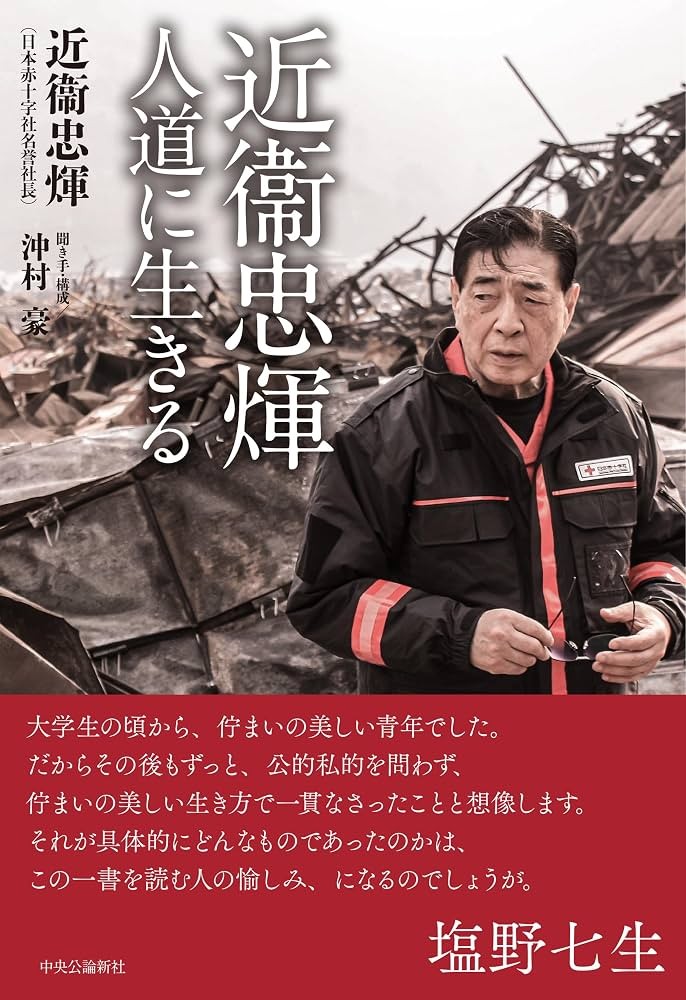 近衞忠煇
人道に生きる
近衞忠煇
(日本赤十字社名誉社長)
聞き手・構成/
沖村 豪
日本赤十字社
大学生の頃から、佇まいの美しい青年でした。
だからその後もずっと、公的私的を問わず、
佇まいの美しい生き方で一貫なさったことと想像します。
それが具体的にどんなものであったのかは、
この一書を読む人の愉しみ、になるのでしょうが。
塩野七生
中央公論新社